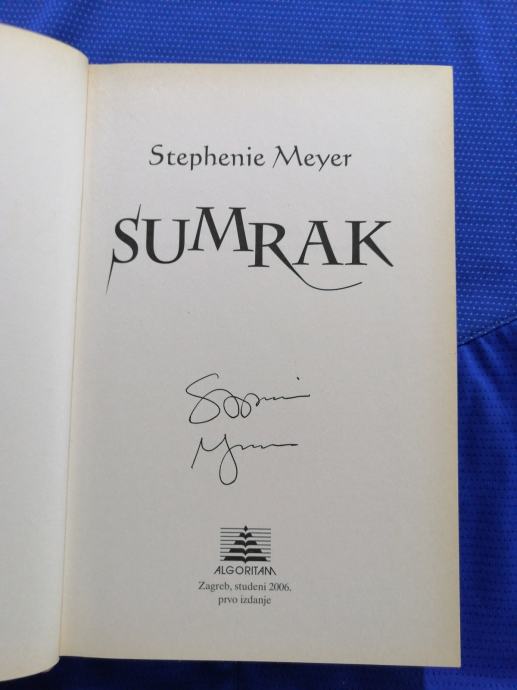 Stephenie Meyer
SUMRAK
ALGORITAM
Zagreb, studeni 2006.
prvo izdanje